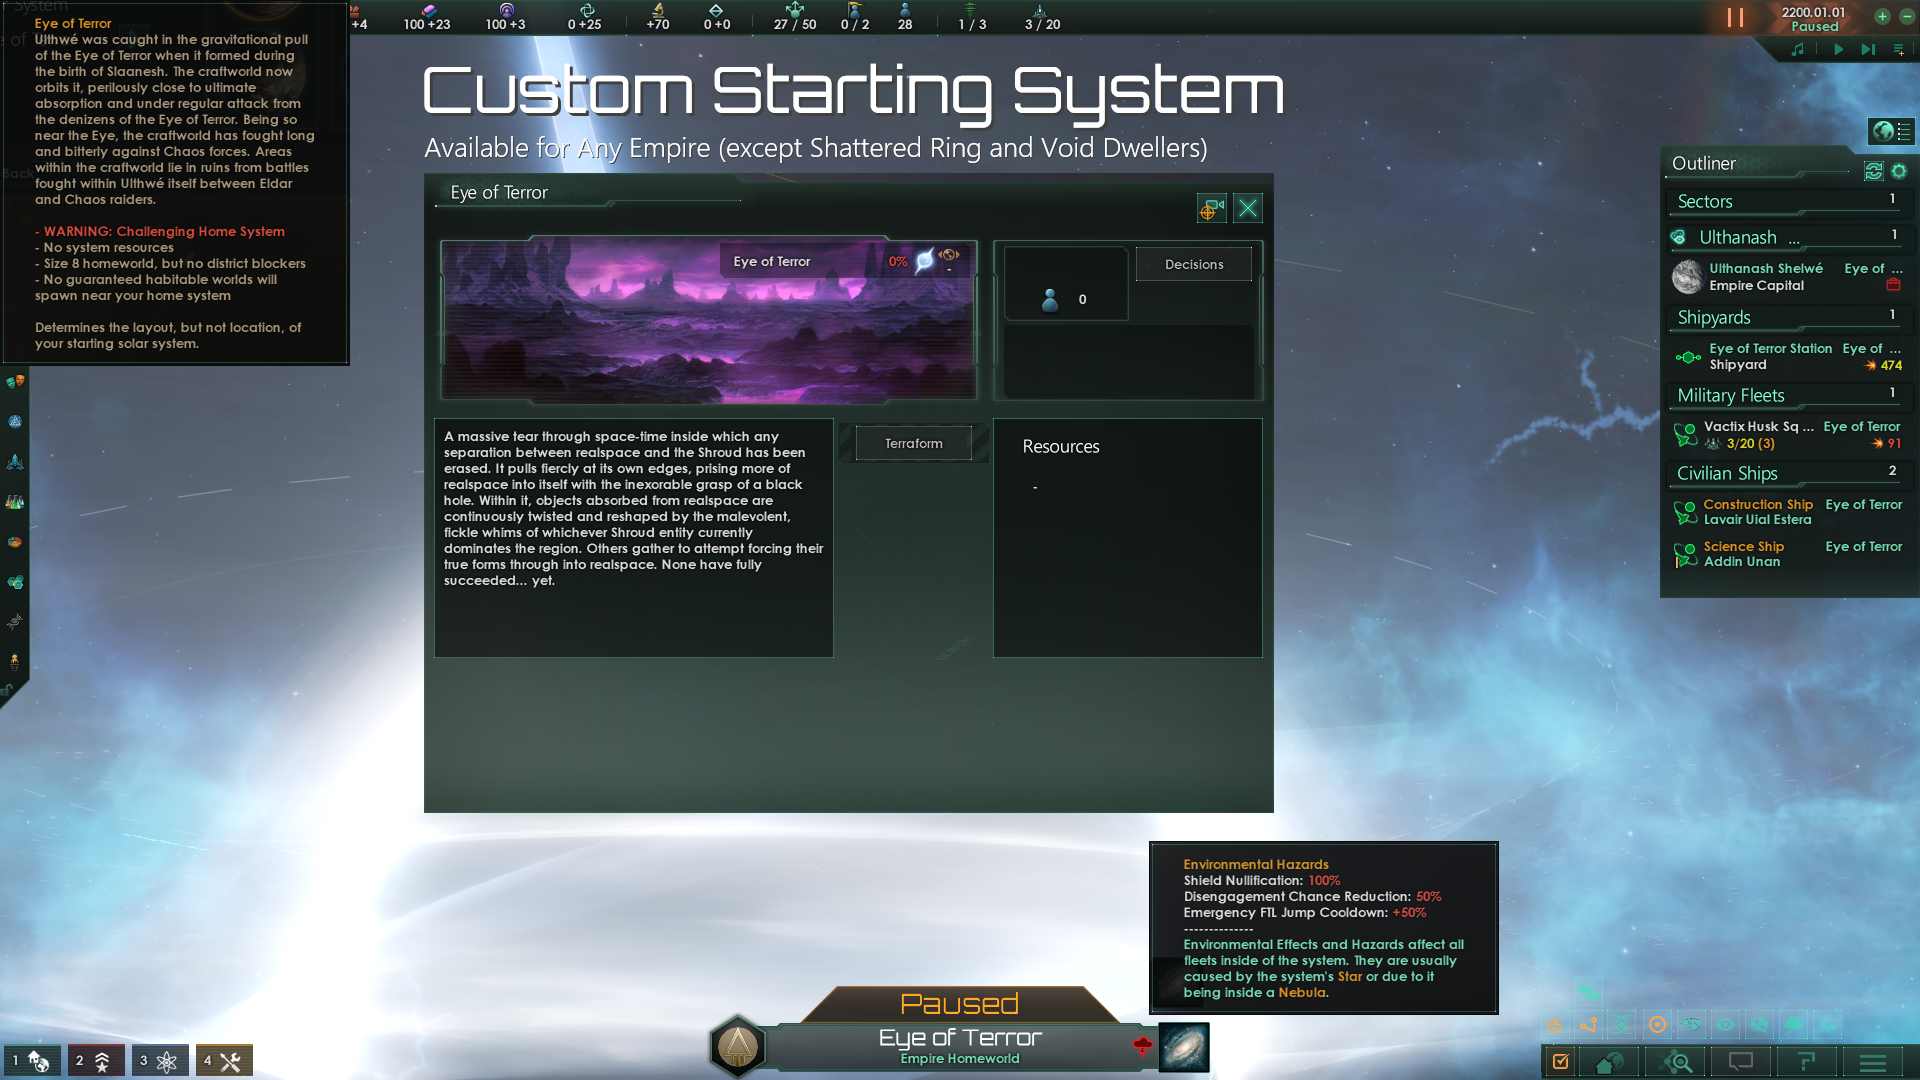 System
Eye of Terror
Ulthwé was caught in the gravitational pull
of the Eye of Terror when it formed during
the birth of Slaanesh. The craftworld now
orbits it, perilously close to ultimate
absorption and under regular attack from
the denizens of the Eye of Terror. Being so
near the Eye, the craftworld has fought long
and bitterly against Chaos forces. Areas
within the craftworld lie in ruins from battles
fought within Ulthwé itself between Eldar
and Chaos raiders.
- WARNING: Challenging Home System
- No system resources
- Size 8 homeworld, but no district blockers
- No guaranteed habitable worlds will
spawn near your home system
Determines the layout, but not location, of
your starting solar system.
Back
+4 100 +23 100 +3 0 +25 +70 0 +0 27 / 50 0 / 2 28 1 / 3 3 / 20
2200.01.01
Paused
Custom Starting System
Available for Any Empire (except Shattered Ring and Void Dwellers)
Eye of Terror
Eye of Terror 0% -
0
Decisions
A massive tear through space-time inside which any
separation between realspace and the Shroud has been
erased. It pulls fiercly at its own edges, prising more of
realspace into itself with the inexorable grasp of a black
hole. Within it, objects absorbed from realspace are
continuously twisted and reshaped by the malevolent,
fickle whims of whichever Shroud entity currently
dominates the region. Others gather to attempt forcing their
true forms through into realspace. None have fully
succeeded... yet.
Terraform
Resources
-
Outliner
Sectors 1
Ulthanash ... 1
Ulthanash Shelwé Eye of ...
Empire Capital
Shipyards 1
Eye of Terror Station Eye of ...
Shipyard 474
Military Fleets 1
Vactix Husk Sq ... Eye of Terror
3/20 (3) 91
Civilian Ships 2
Construction Ship Eye of Terror
Lavair Uial Estera
Science Ship Eye of Terror
Addin Unan
Environmental Hazards
Shield Nullification: 100%
Disengagement Chance Reduction: 50%
Emergency FTL Jump Cooldown: +50%
--------------
Environmental Effects and Hazards affect all
fleets inside of the system. They are usually
caused by the system's Star or due to it
being inside a Nebula.
Paused
Eye of Terror
Empire Homeworld
1 2 3 4